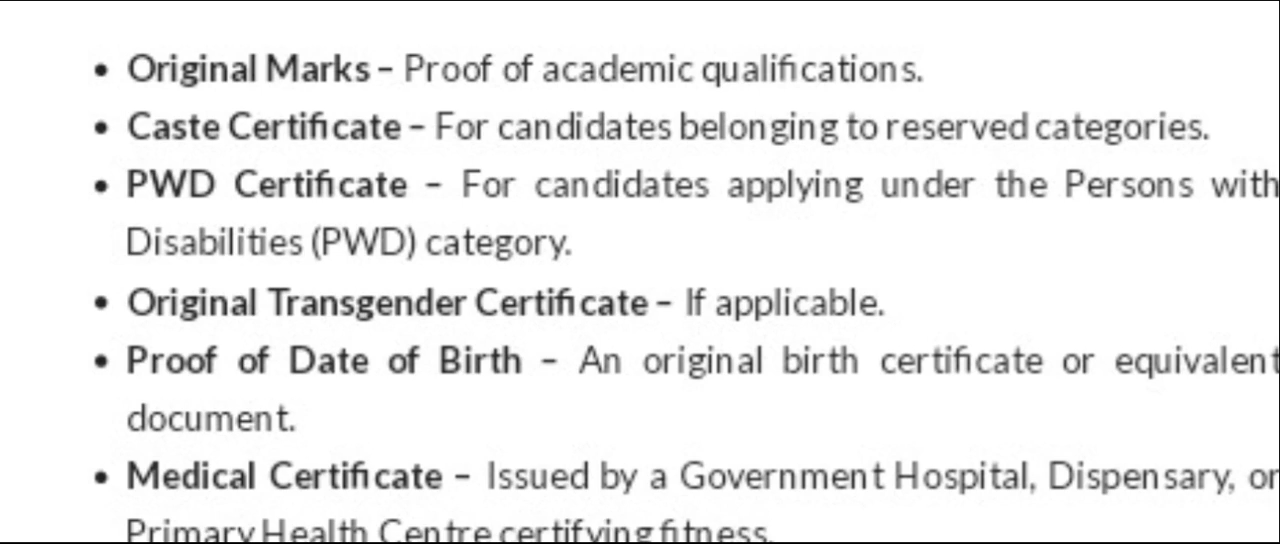 • Original Marks – Proof of academic qualifications.
• Caste Certificate – For candidates belonging to reserved categories.
• PWD Certificate – For candidates applying under the Persons with
Disabilities (PWD) category.
• Original Transgender Certificate – If applicable.
• Proof of Date of Birth – An original birth certificate or equivalent
document.
• Medical Certificate – Issued by a Government Hospital, Dispensary, or
Primary Health Centre certifying fitness.